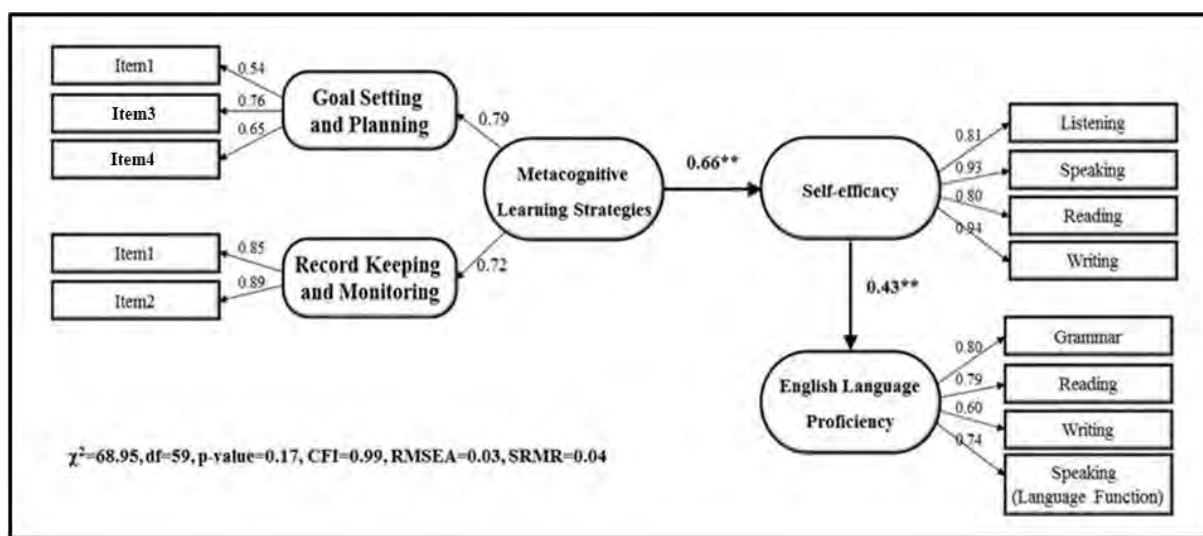 Item1
0.54
Item3
0.76
Item4
0.65
Goal Setting
and Planning
0.79
Item1
0.85
Item2
0.89
Record Keeping
and Monitoring
0.72
Metacognitive
Learning Strategies
0.66**
Self-efficacy
0.81
Listening
0.93
Speaking
0.80
Reading
0.94
Writing
0.43**
English Language
Proficiency
0.80
Grammar
0.79
Reading
0.60
Writing
0.74
Speaking
(Language Function)
χ²=68.95, df=59, p-value=0.17, CFI=0.99, RMSEA=0.03, SRMR=0.04